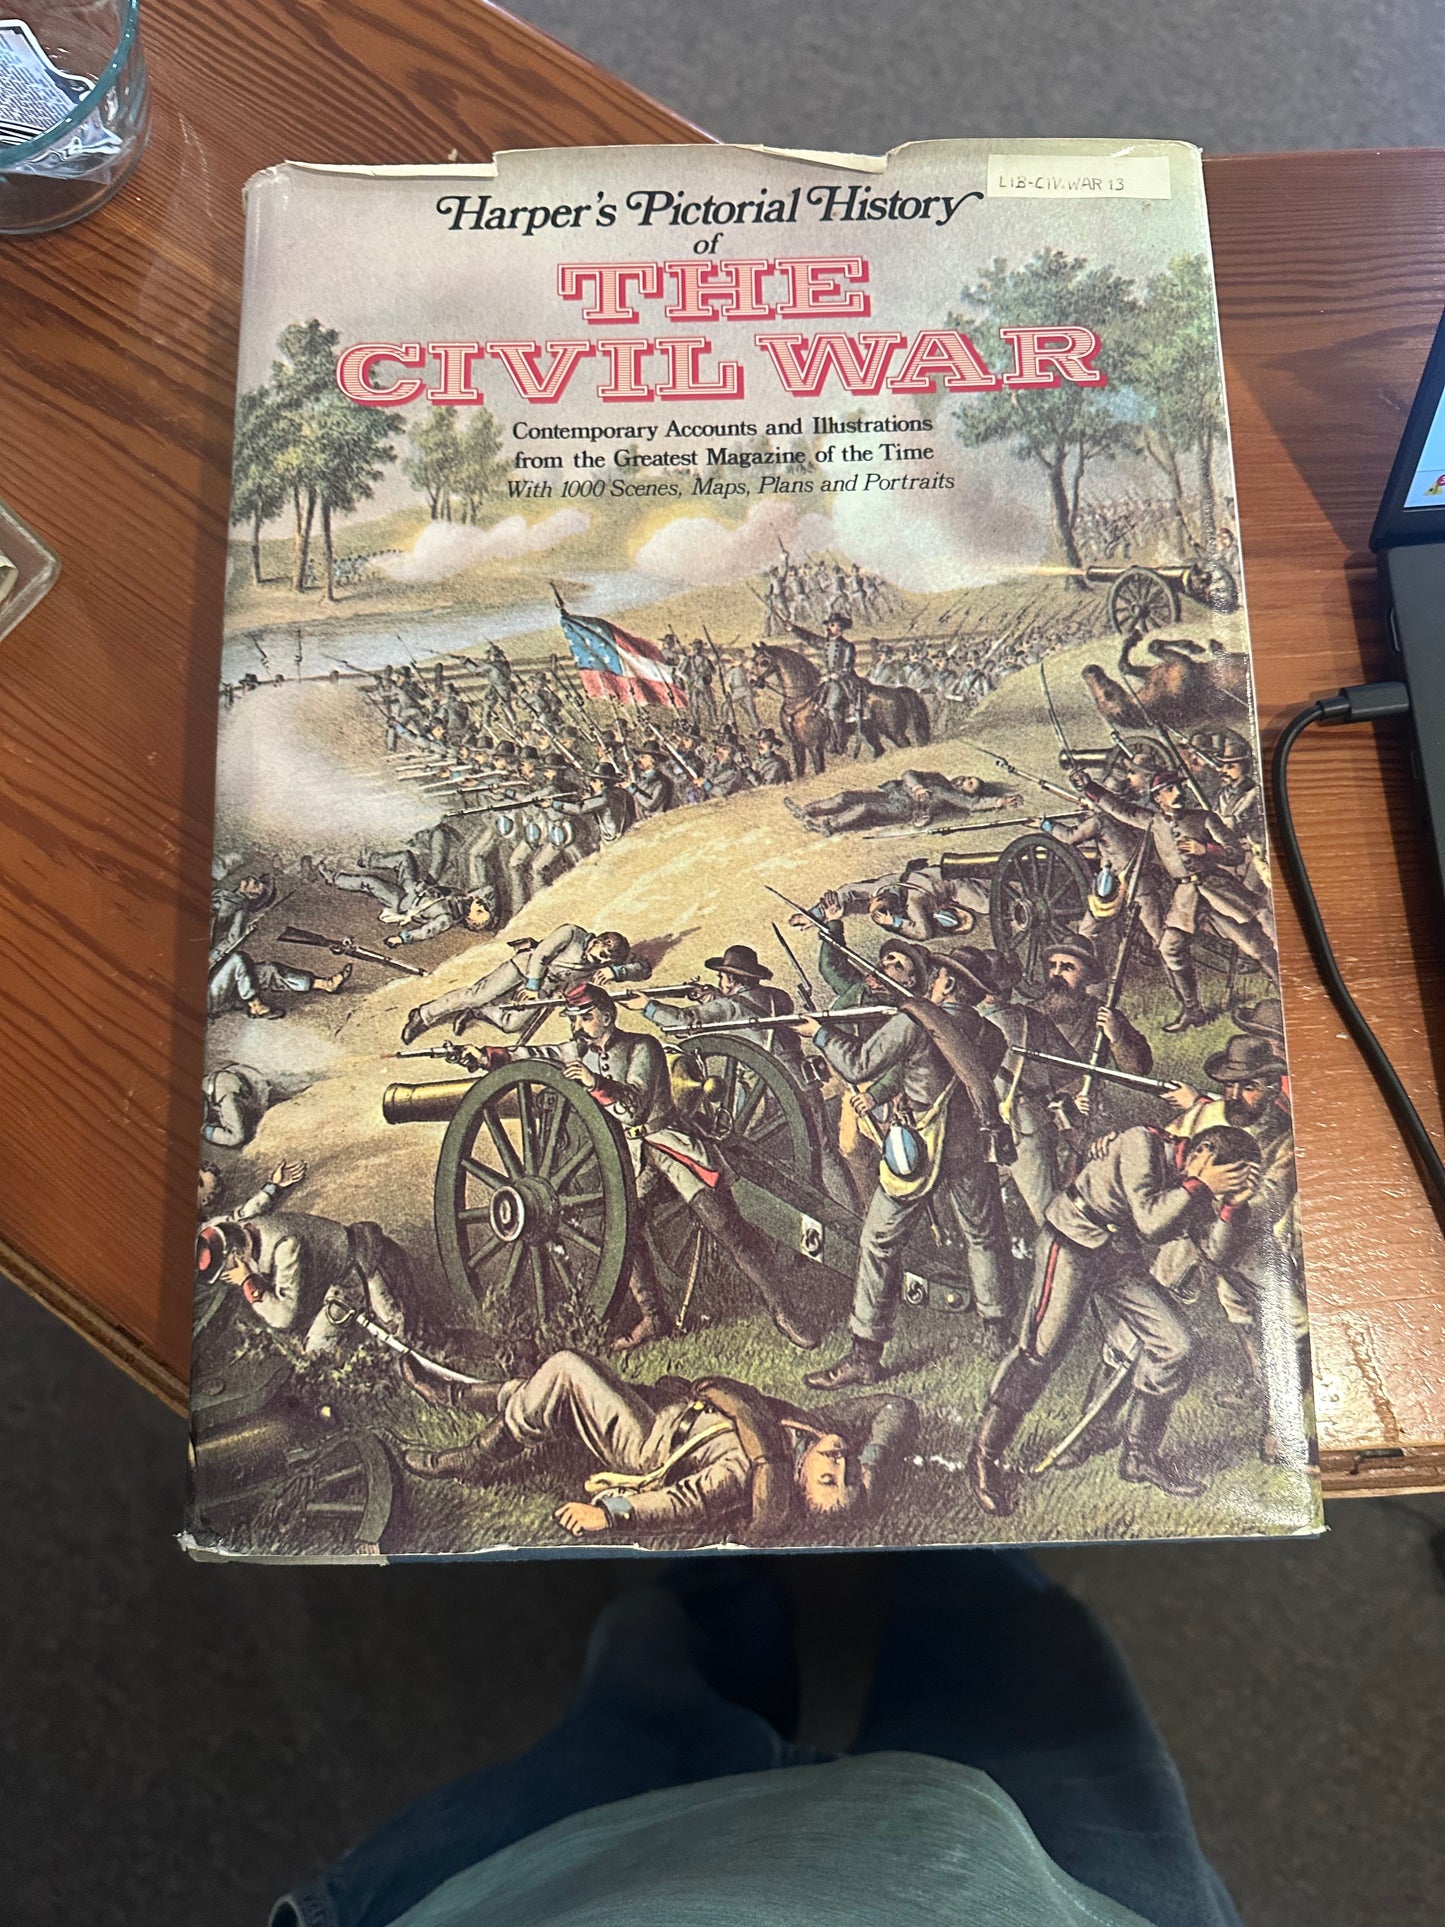 LIB-CIV.WAR 13
Harper's Pictorial History
of
THE
CIVIL WAR
Contemporary Accounts and Illustrations
from the Greatest Magazine of the Time
With 1000 Scenes, Maps, Plans and Portraits